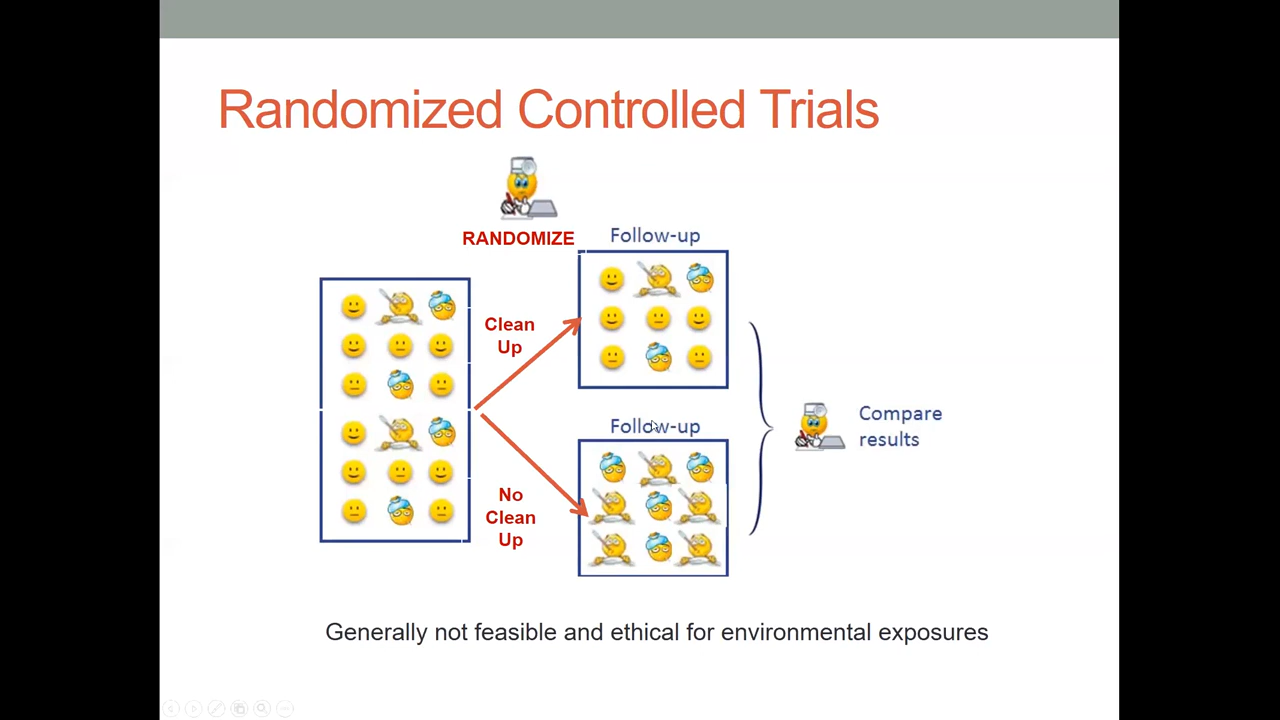 Randomized Controlled Trials
RANDOMIZE
Follow-up
Clean
Up
Follow-up
No
Clean
Up
Compare
results
Generally not feasible and ethical for environmental exposures